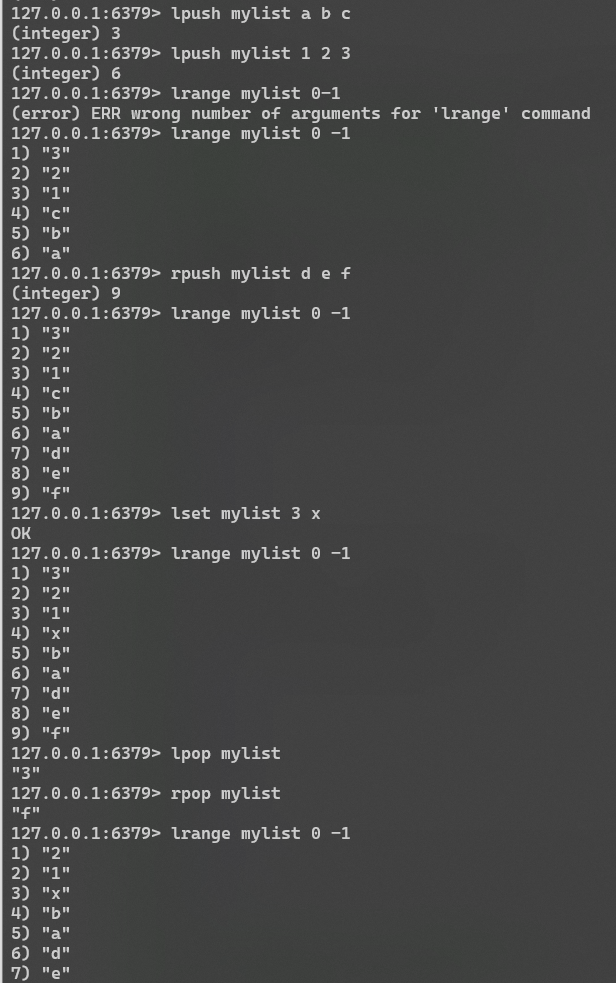 127.0.0.1:6379> lpush mylist a b c
(integer) 3
127.0.0.1:6379> lpush mylist 1 2 3
(integer) 6
127.0.0.1:6379> lrange mylist 0-1
(error) ERR wrong number of arguments for 'lrange' command
127.0.0.1:6379> lrange mylist 0 -1
1) "3"
2) "2"
3) "1"
4) "c"
5) "b"
6) "a"
127.0.0.1:6379> rpush mylist d e f
(integer) 9
127.0.0.1:6379> lrange mylist 0 -1
1) "3"
2) "2"
3) "1"
4) "c"
5) "b"
6) "a"
7) "d"
8) "e"
9) "f"
127.0.0.1:6379> lset mylist 3 x
OK
127.0.0.1:6379> lrange mylist 0 -1
1) "3"
2) "2"
3) "1"
4) "x"
5) "b"
6) "a"
7) "d"
8) "e"
9) "f"
127.0.0.1:6379> lpop mylist
"3"
127.0.0.1:6379> rpop mylist
"f"
127.0.0.1:6379> lrange mylist 0 -1
1) "2"
2) "1"
3) "x"
4) "b"
5) "a"
6) "d"
7) "e"